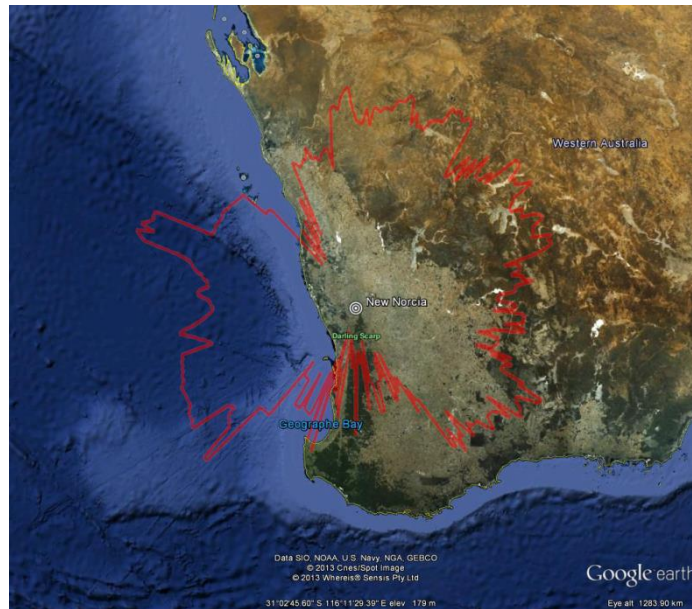 Western Australia
New Norcia
Darling Scarp
Geographe Bay
Data SIO, NOAA, U.S. Navy, NGA, GEBCO
© 2013 Cnes/Spot Image
© 2013 Whereis® Sensis Pty Ltd
Google earth
31°02'45.60" S 116°11'29.39" E elev 179 m
Eye alt 1283.90 km